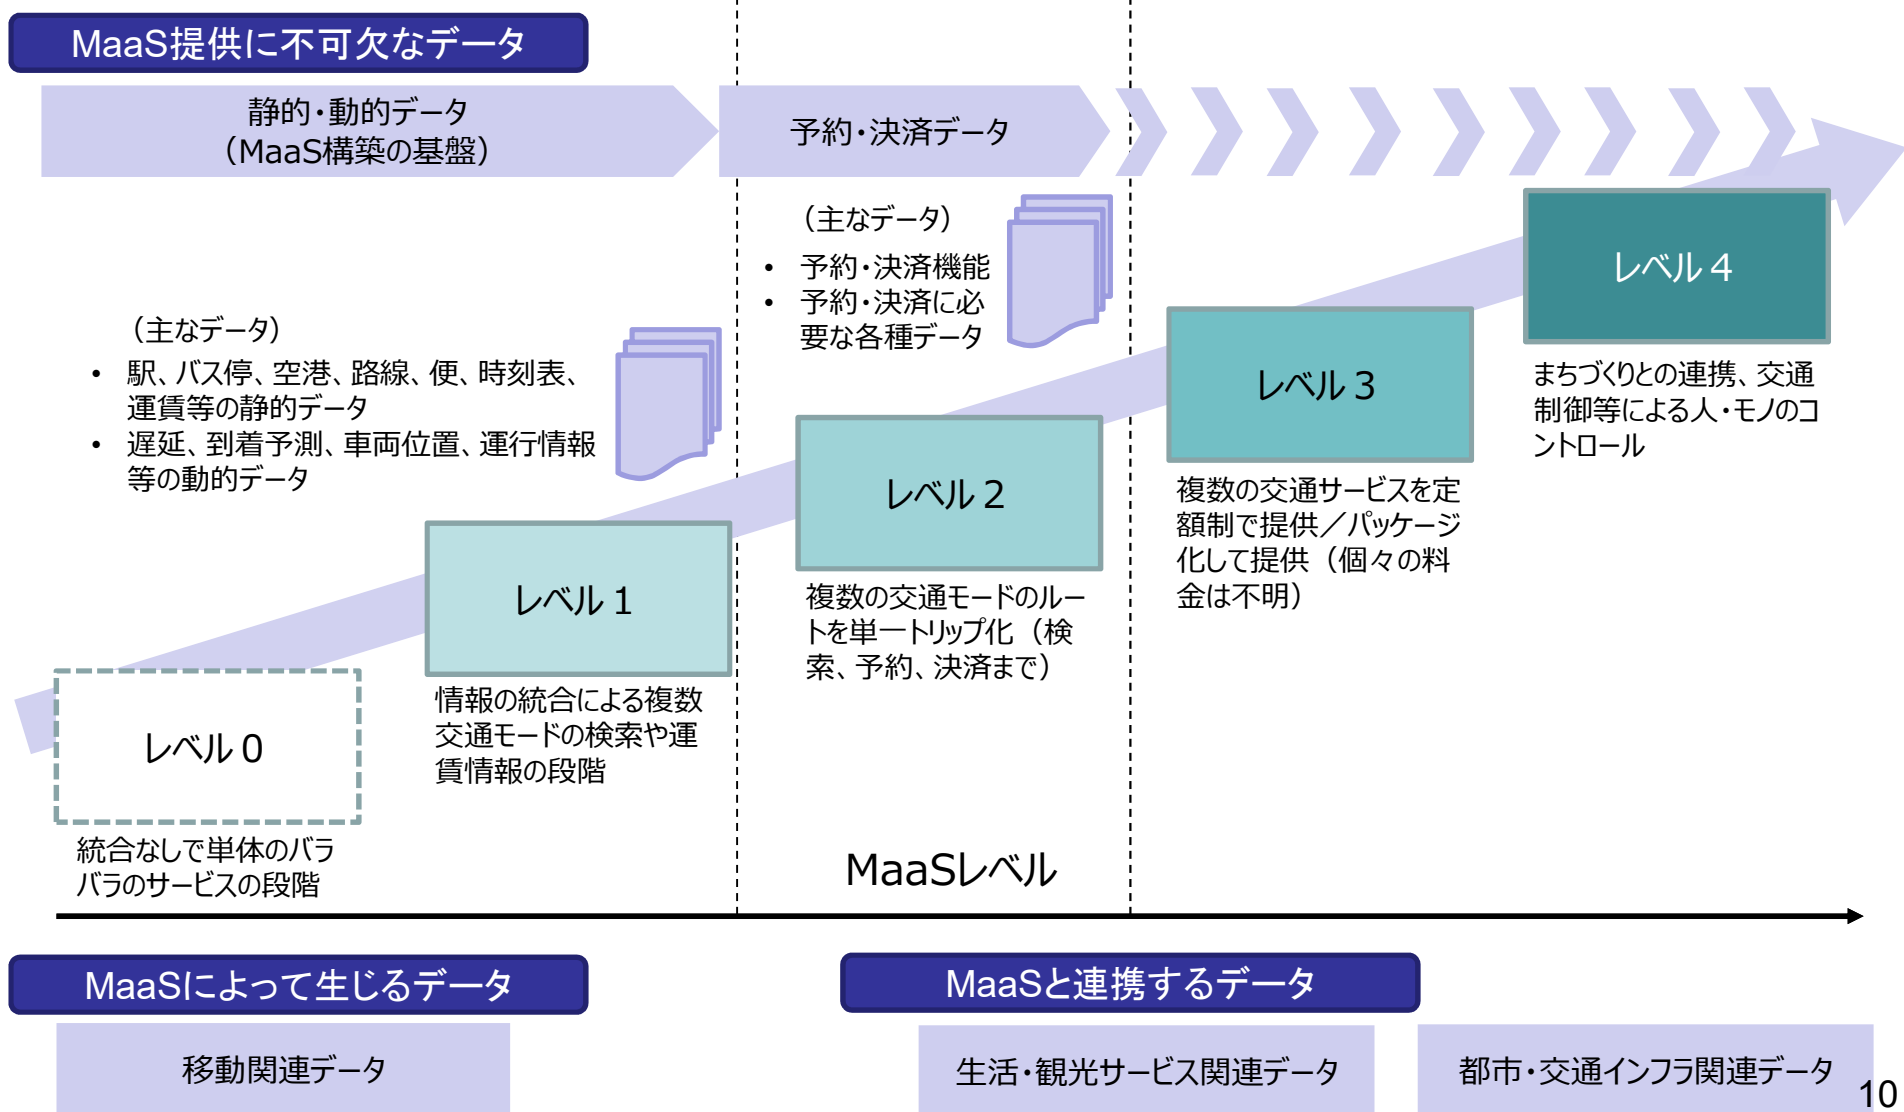 MaaS提供に不可欠なデータ
静的・動的データ
（MaaS構築の基盤）
予約・決済データ
（主なデータ）
• 予約・決済機能
• 予約・決済に必
要な各種データ
（主なデータ）
• 駅、バス停、空港、路線、便、時刻表、
運賃等の静的データ
• 遅延、到着予測、車両位置、運行情報
等の動的データ
レベル０
統合なしで単体のバラ
バラのサービスの段階
レベル１
情報の統合による複数
交通モードの検索や運
賃情報の段階
レベル２
複数の交通モードのルー
トを単一トリップ化（検
索、予約、決済まで）
レベル３
複数の交通サービスを定
額制で提供／パッケージ
化して提供（個々の料
金は不明）
レベル４
まちづくりとの連携、交通
制御等による人・モノのコ
ントロール
MaaSレベル
MaaSによって生じるデータ
移動関連データ
MaaSと連携するデータ
生活・観光サービス関連データ
都市・交通インフラ関連データ
10